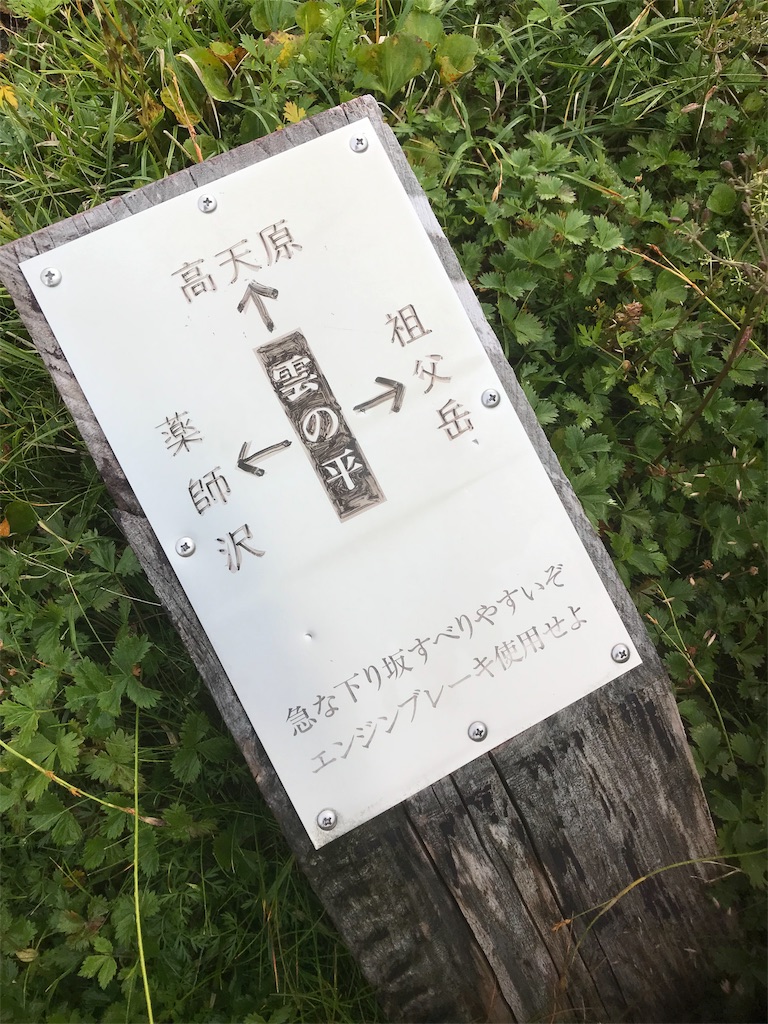 高天原
祖父岳
雲の平
薬師沢
急な下り坂すべりやすいぞ
エンジンブレーキ使用せよ